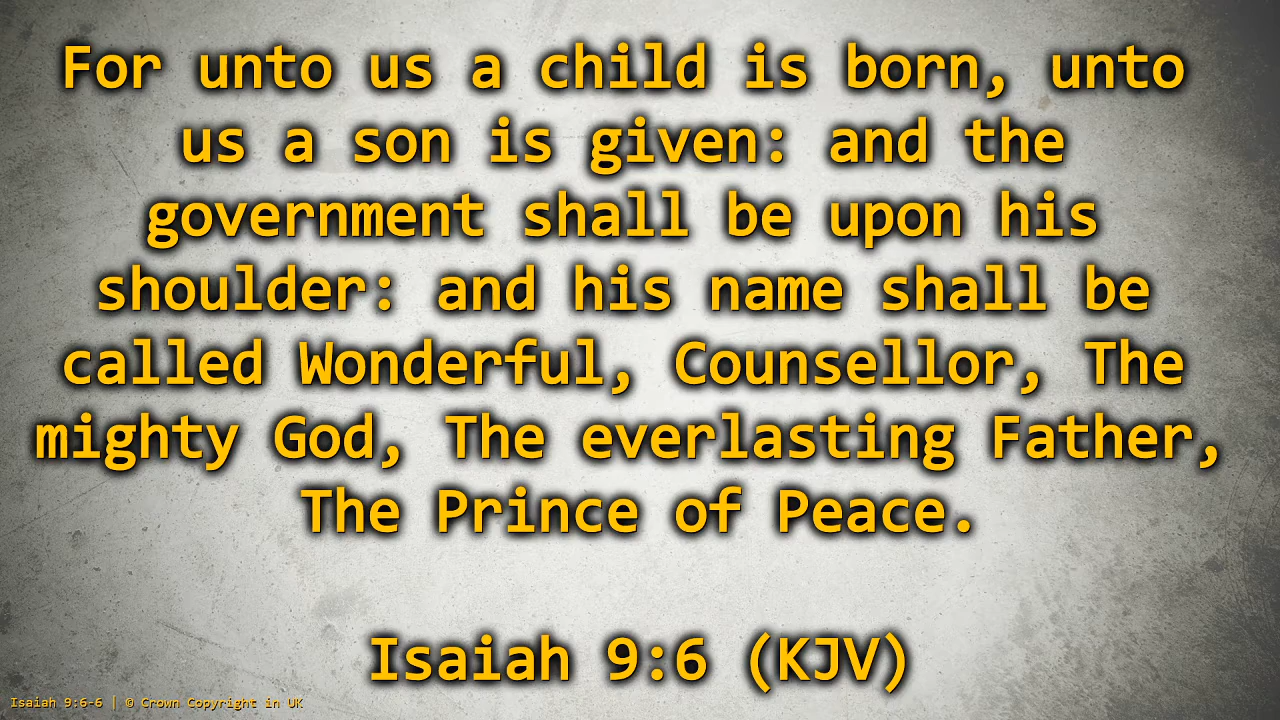 For unto us a child is born, unto
us a son is given: and the
government shall be upon his
shoulder: and his name shall be
called Wonderful, Counsellor, The
mighty God, The everlasting Father,
The Prince of Peace.
Isaiah 9:6 (KJV)
Isaiah 9:6-6 | © Crown Copyright in UK